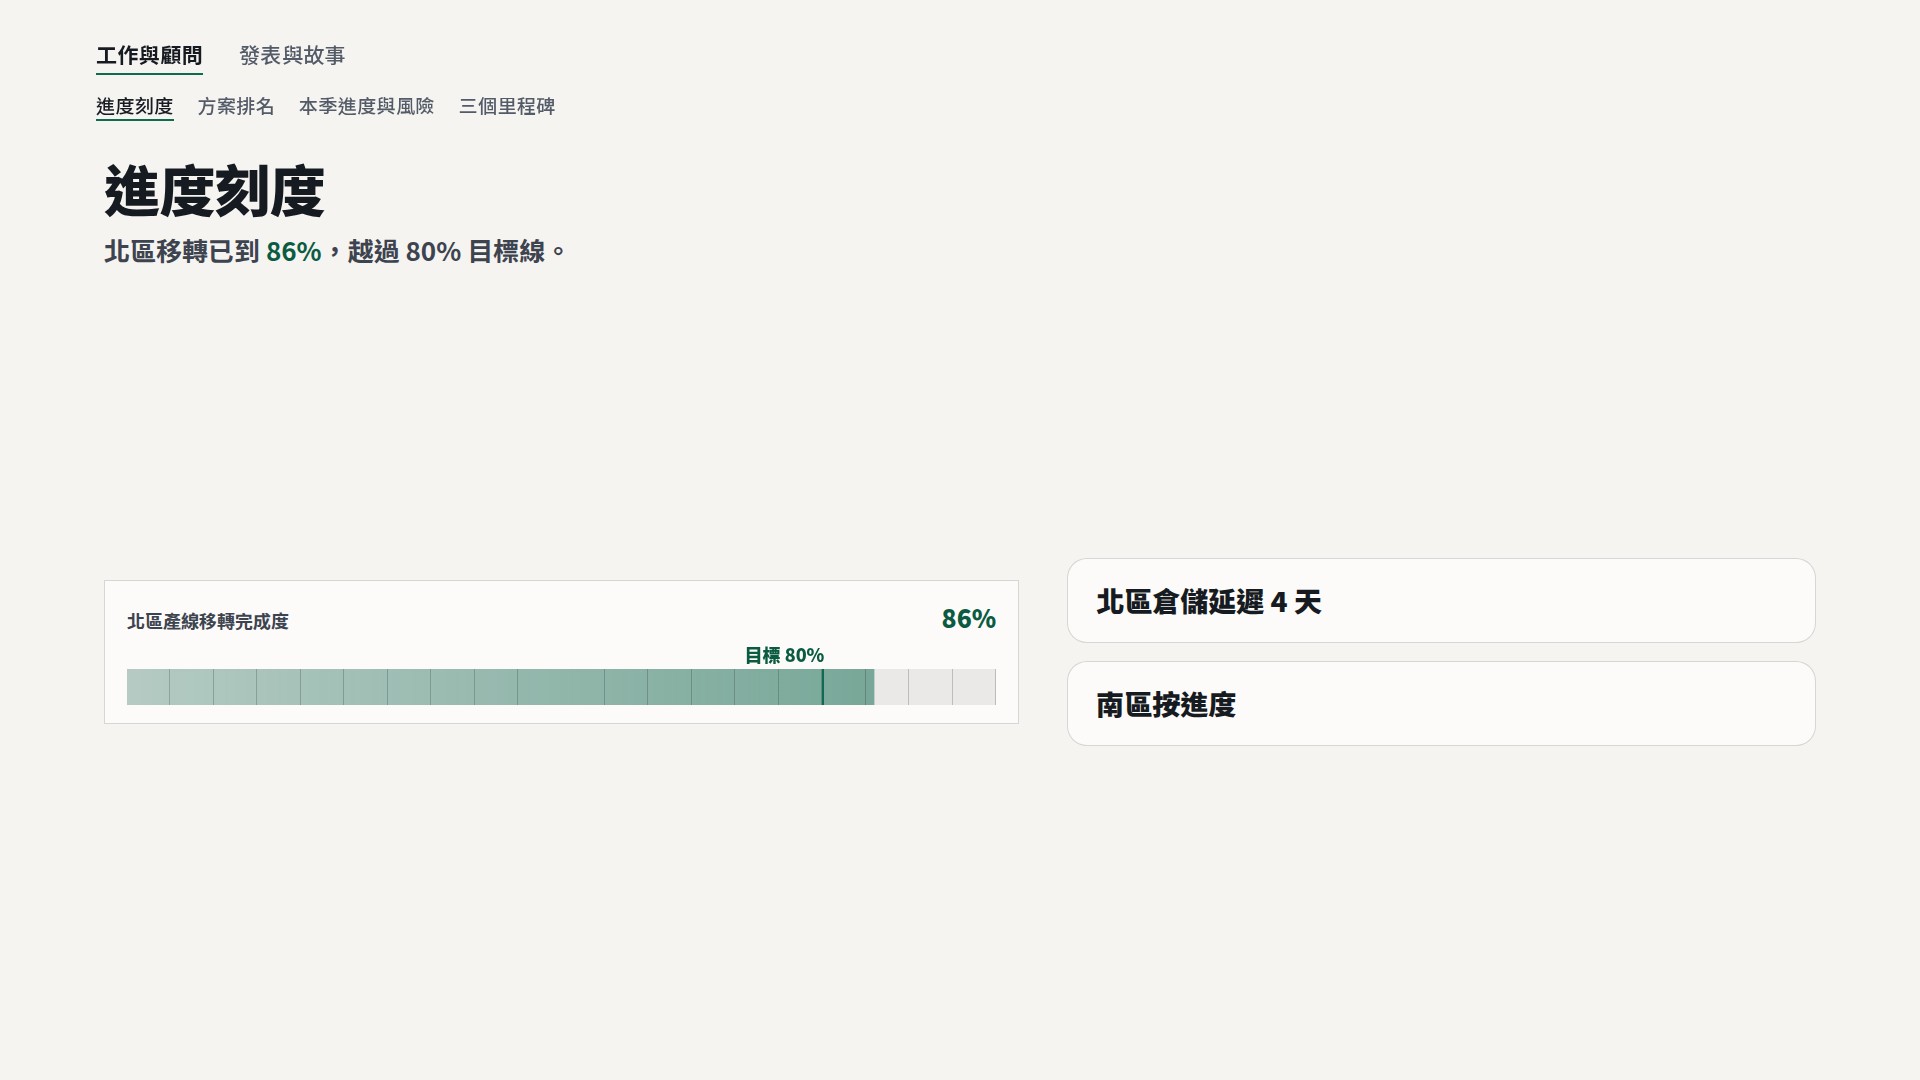 工作與顧問 發表與故事
進度刻度 方案排名 本季進度與風險 三個里程碑
進度刻度
北區移轉已到 86%，越過 80% 目標線。
北區產線移轉完成度 86%
目標 80%
北區倉儲延遲 4 天
南區按進度